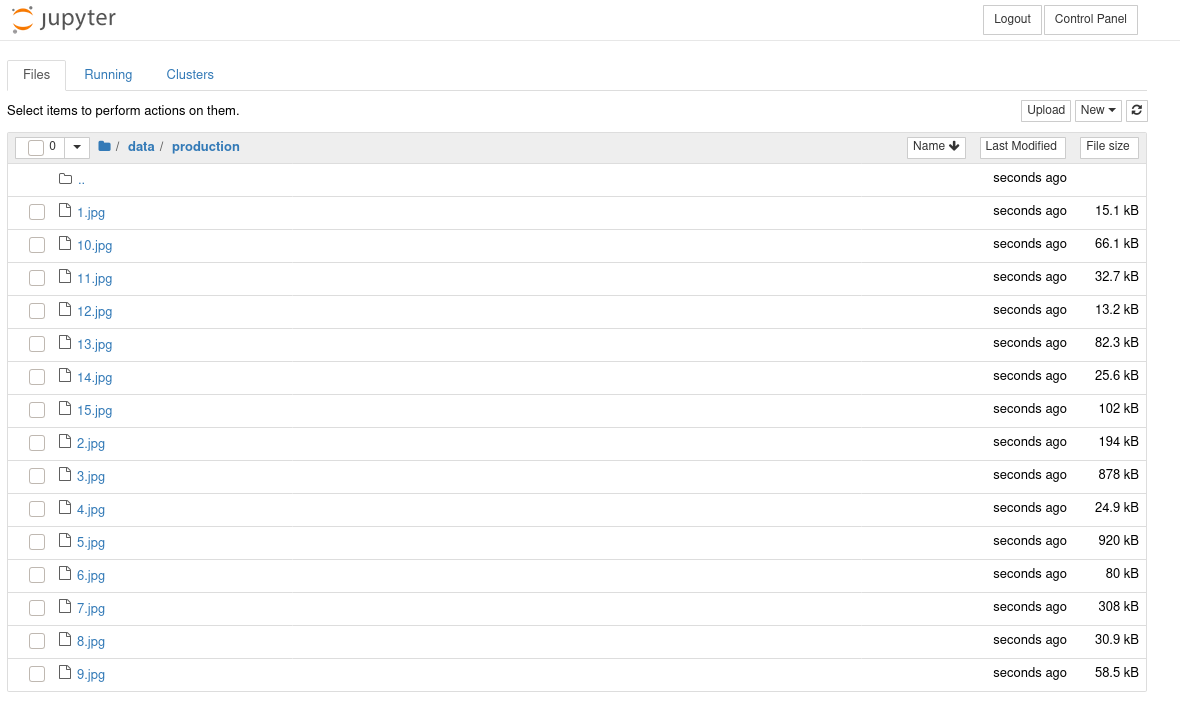 jupyter Logout Control Panel
Files Running Clusters
Select items to perform actions on them. Upload New
0 / data / production Name Last Modified File size
.. seconds ago
1.jpg seconds ago 15.1 kB
10.jpg seconds ago 66.1 kB
11.jpg seconds ago 32.7 kB
12.jpg seconds ago 13.2 kB
13.jpg seconds ago 82.3 kB
14.jpg seconds ago 25.6 kB
15.jpg seconds ago 102 kB
2.jpg seconds ago 194 kB
3.jpg seconds ago 878 kB
4.jpg seconds ago 24.9 kB
5.jpg seconds ago 920 kB
6.jpg seconds ago 80 kB
7.jpg seconds ago 308 kB
8.jpg seconds ago 30.9 kB
9.jpg seconds ago 58.5 kB